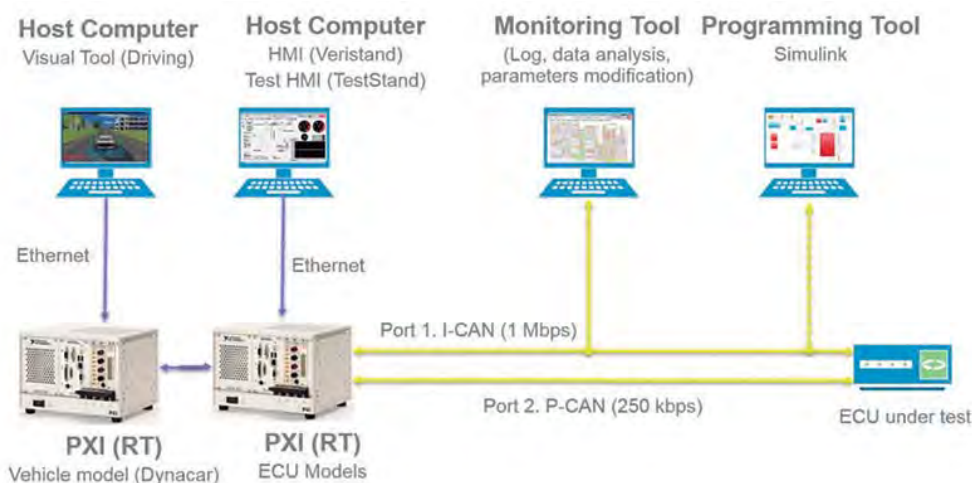 Host Computer
Visual Tool (Driving)
Host Computer
HMI (Veristand)
Test HMI (TestStand)
Monitoring Tool
(Log, data analysis,
parameters modification)
Programming Tool
Simulink
Ethernet
Ethernet
Port 1. I-CAN (1 Mbps)
Port 2. P-CAN (250 kbps)
ECU under test
PXI (RT)
Vehicle model (Dynacar)
PXI (RT)
ECU Models